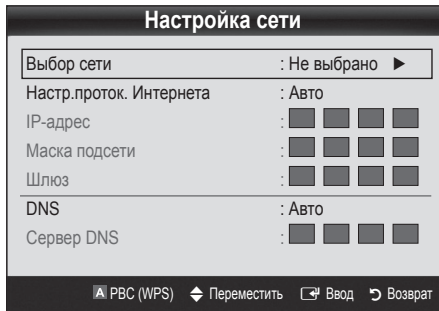 Настройка сети
Выбор сети : Не выбрано ►
Настр.проток. Интернета : Авто
IP-адрес :
Маска подсети :
Шлюз :
DNS : Авто
Сервер DNS :
A PBC (WPS) Переместить Ввод Возврат